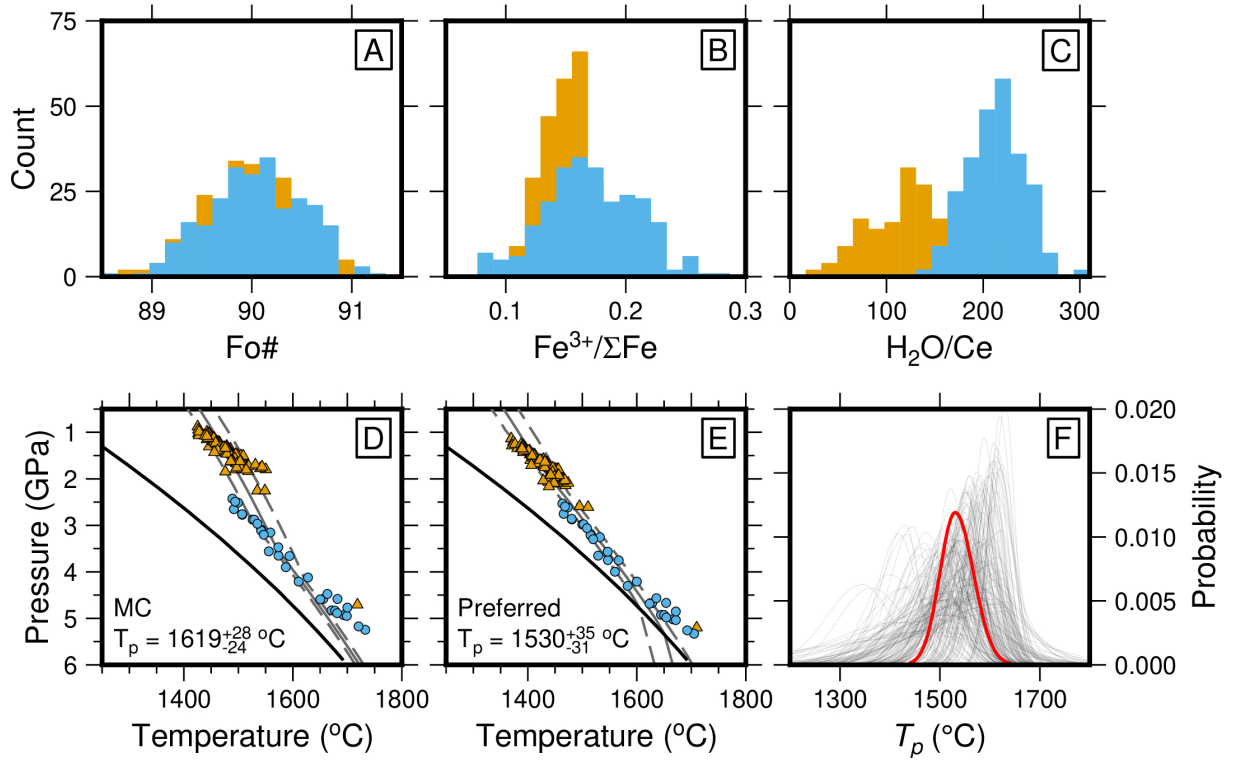 A
B
C
Count
75
50
25
0
89
90
91
0.1
0.2
0.3
0
100
200
300
Fo#
Fe³⁺/ΣFe
H₂O/Ce
D
E
F
Pressure (GPa)
1
2
3
4
5
6
MC
Tₚ = 1619 +28 -24 °C
Preferred
Tₚ = 1530 +35 -31 °C
0.020
0.015
0.010
0.005
0.000
Probability
1400
1600
1800
1400
1600
1800
1300
1500
1700
Temperature (°C)
Temperature (°C)
Tₚ (°C)